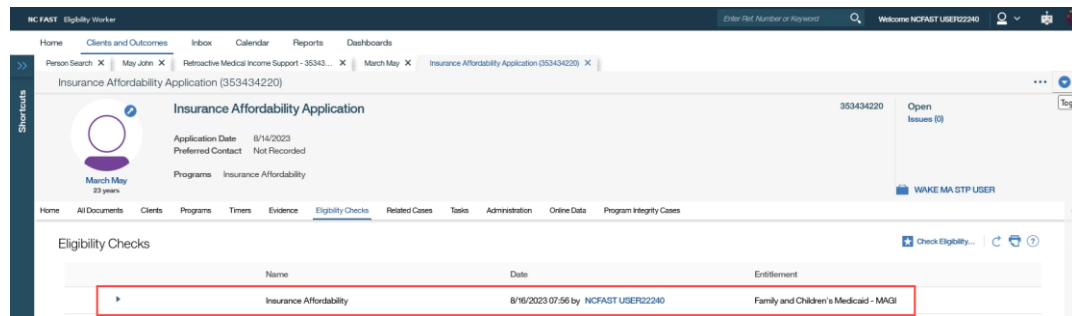 NC FAST Eligibility Worker
Enter Ref. Number or Keyword
Welcome NCFAST USER22240
Home Clients and Outcomes Inbox Calendar Reports Dashboards
Person Search X May John X Retroactive Medical Income Support - 35343... X March May X Insurance Affordability Application (353434220) X
Insurance Affordability Application (353434220)
Shortcuts
Tog
Insurance Affordability Application
353434220
Open
Issues (0)
Application Date 8/14/2023
Preferred Contact Not Recorded
Programs Insurance Affordability
March May
23 years
WAKE MA STP USER
Home All Documents Clients Programs Timers Evidence Eligibility Checks Related Cases Tasks Administration Online Data Program Integrity Cases
Eligibility Checks
Check Eligibility...
Name Date Entitlement
Insurance Affordability 8/16/2023 07:56 by NCFAST USER22240 Family and Children's Medicaid - MAGI